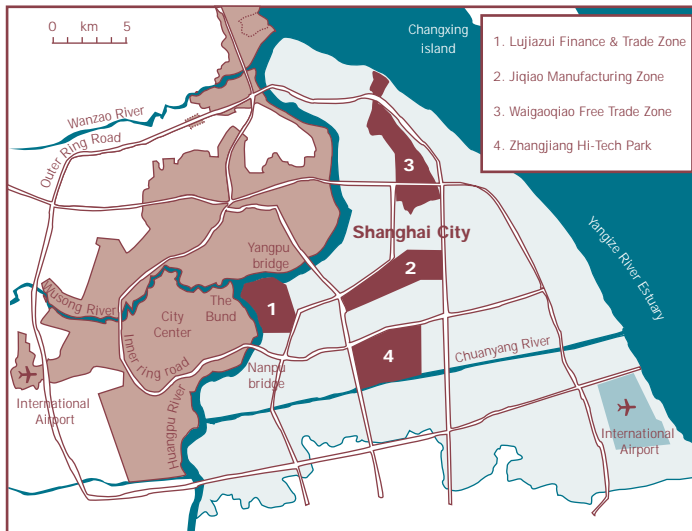 0 km 5
Changxing
island
1. Lujiazui Finance & Trade Zone
2. Jiqiao Manufacturing Zone
3. Waigaoqiao Free Trade Zone
4. Zhangjiang Hi-Tech Park
Wanzao River
Outer Ring Road
3
Shanghai City
Yangpu
bridge
2
Yangize River Estuary
Wusong River
The
Bund
City
Center
1
Inner ring road
4
Chuanyang River
Nanpu
bridge
International
Airport
Huangpu River
International
Airport